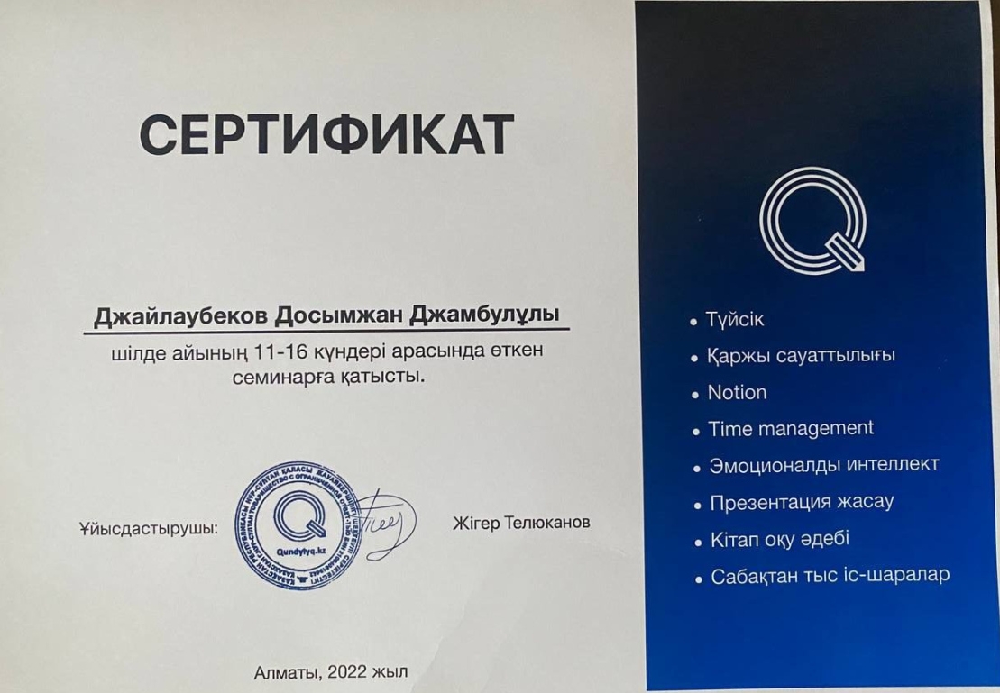 СЕРТИФИКАТ
Джайлаубеков Досымжан Джамбулұлы
шілде айының 11-16 күндері арасында өткен
семинарға қатысты.
Ұйысдастырушы:
Qundylyq.kz
Жігер Телюканов
Алматы, 2022 жыл
• Түйсік
• Қаржы сауаттылығы
• Notion
• Time management
• Эмоционалды интеллект
• Презентация жасау
• Кітап оқу әдебі
• Сабақтан тыс іс-шаралар